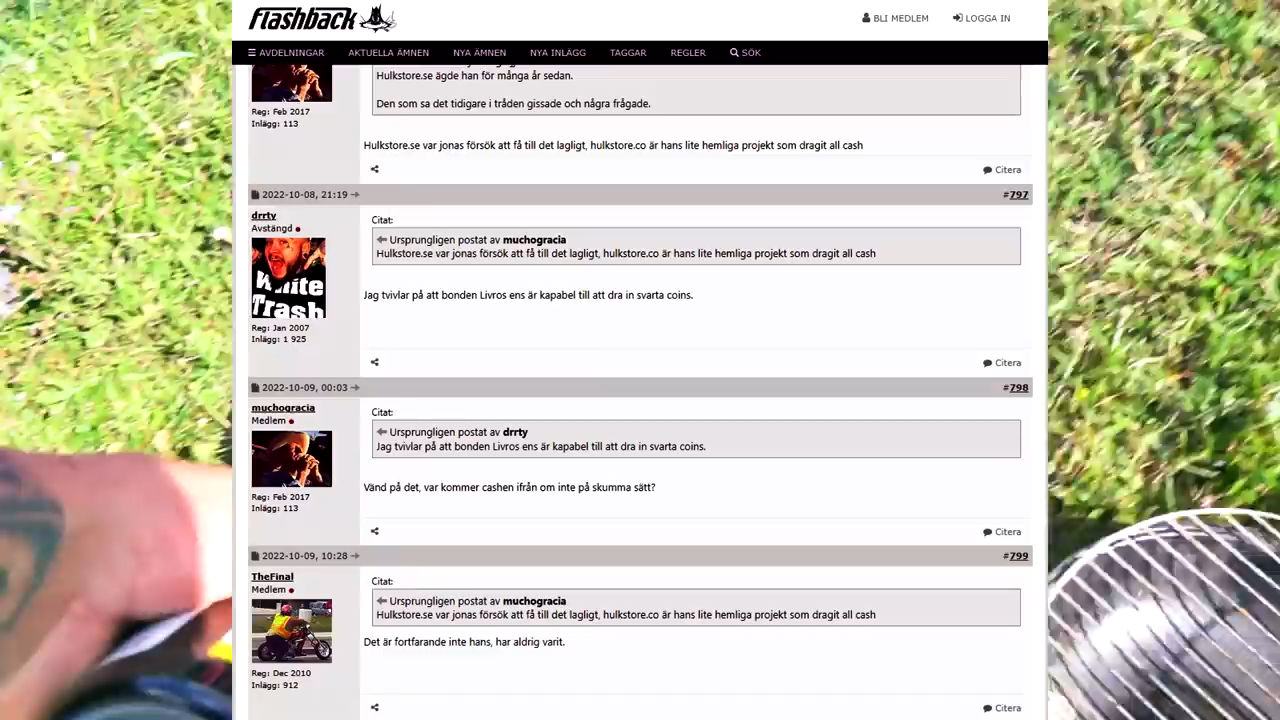 flashback
BLI MEDLEM
LOGGA IN
AVDELNINGAR
AKTUELLA ÄMNEN
NYA ÄMNEN
NYA INLÄGG
TAGGAR
REGLER
SÖK
Hulkstore.se ägde han för många år sedan.
Den som sa det tidigare i tråden gissade och några frågade.
Reg: Feb 2017
Inlägg: 113
Hulkstore.se var jonas försök att få till det lagligt, hulkstore.co är hans lite hemliga projekt som dragit all cash
Citera
2022-10-08, 21:19
#797
drrty
Avstängd
White
Trash
Reg: Jan 2007
Inlägg: 1 925
Citat:
Ursprungligen postat av muchogracia
Hulkstore.se var jonas försök att få till det lagligt, hulkstore.co är hans lite hemliga projekt som dragit all cash
Jag tvivlar på att bonden Livros ens är kapabel till att dra in svarta coins.
Citera
2022-10-09, 00:03
#798
muchogracia
Medlem
Reg: Feb 2017
Inlägg: 113
Citat:
Ursprungligen postat av drrty
Jag tvivlar på att bonden Livros ens är kapabel till att dra in svarta coins.
Vänd på det, var kommer cashen ifrån om inte på skumma sätt?
Citera
2022-10-09, 10:28
#799
TheFinal
Medlem
Reg: Dec 2010
Inlägg: 912
Citat:
Ursprungligen postat av muchogracia
Hulkstore.se var jonas försök att få till det lagligt, hulkstore.co är hans lite hemliga projekt som dragit all cash
Det är fortfarande inte hans, har aldrig varit.
Citera